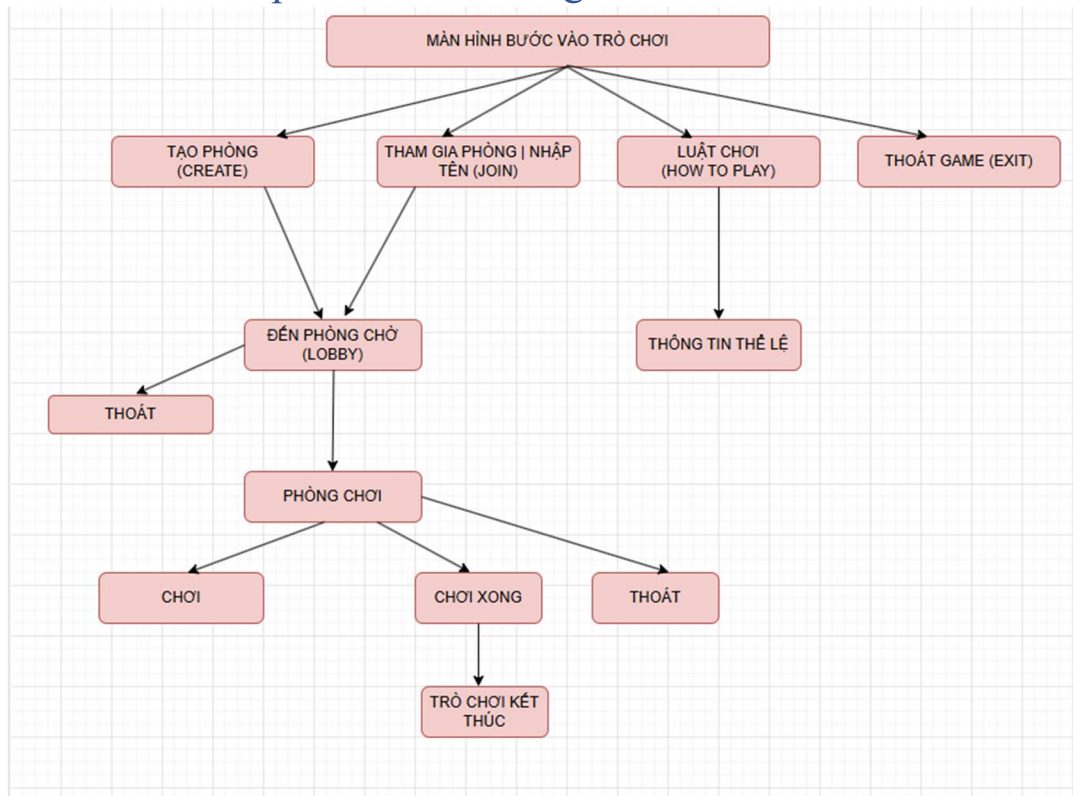 MÀN HÌNH BƯỚC VÀO TRÒ CHƠI
TẠO PHÒNG
(CREATE)
THAM GIA PHÒNG | NHẬP
TÊN (JOIN)
LUẬT CHƠI
(HOW TO PLAY)
THOÁT GAME (EXIT)
ĐẾN PHÒNG CHỜ
(LOBBY)
THÔNG TIN THỂ LỆ
THOÁT
PHÒNG CHƠI
CHƠI
CHƠI XONG
THOÁT
TRÒ CHƠI KẾT
THÚC